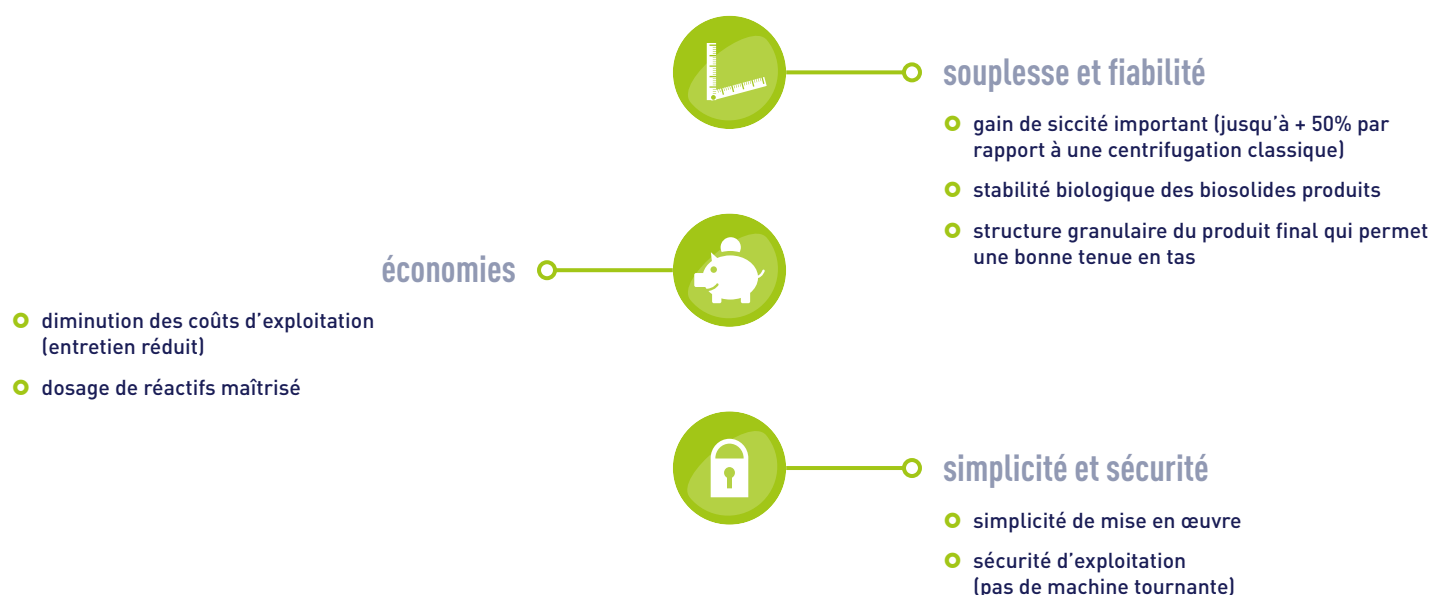 souplesse et fiabilité
gain de siccité important (jusqu'à + 50% par
rapport à une centrifugation classique)
stabilité biologique des biosolides produits
structure granulaire du produit final qui permet
une bonne tenue en tas
économies
diminution des coûts d'exploitation
(entretien réduit)
dosage de réactifs maîtrisé
simplicité et sécurité
simplicité de mise en œuvre
sécurité d'exploitation
(pas de machine tournante)